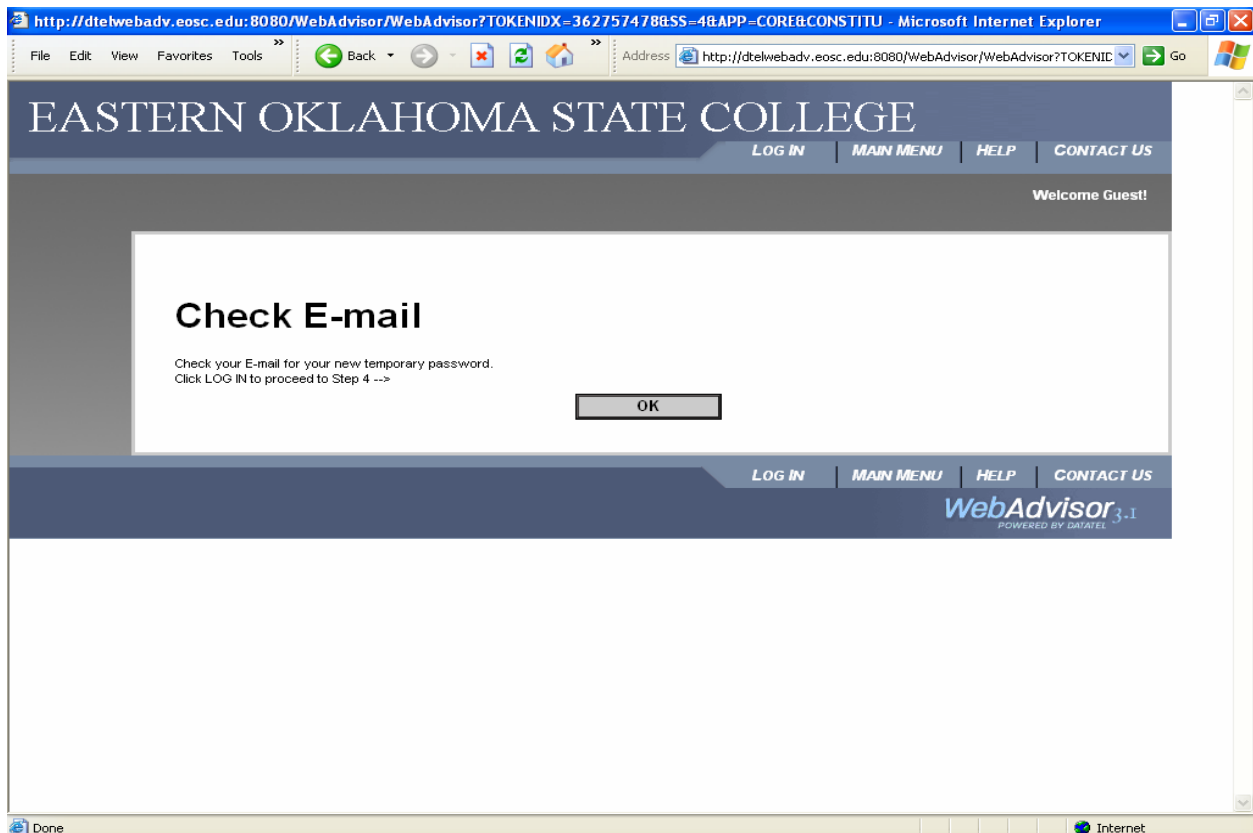 http://dtelwebadv.eosc.edu:8080/WebAdvisor/WebAdvisor?TOKENIDX=362757478&SS=4&APP=CORE&CONSTITU - Microsoft Internet Explorer
File Edit View Favorites Tools » Back » Address http://dtelwebadv.eosc.edu:8080/WebAdvisor/WebAdvisor?TOKENID Go
EASTERN OKLAHOMA STATE COLLEGE
LOG IN MAIN MENU HELP CONTACT US
Welcome Guest!
Check E-mail
Check your E-mail for your new temporary password.
Click LOG IN to proceed to Step 4 -->
OK
LOG IN MAIN MENU HELP CONTACT US
WebAdvisor 3.1
POWERED BY DATATEL
Done Internet